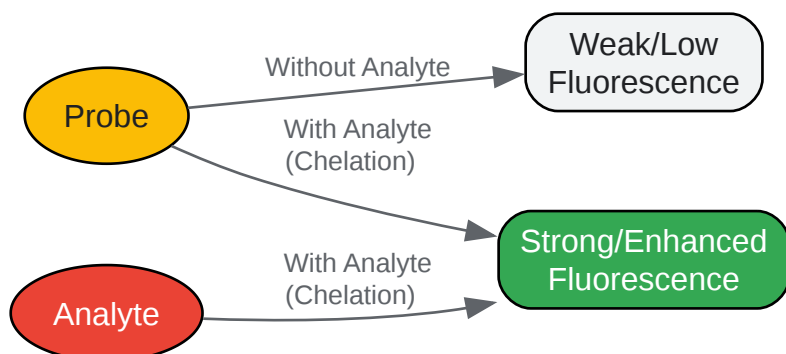 Weak/Low
Fluorescence
Without Analyte
Probe
With Analyte
(Chelation)
Strong/Enhanced
Fluorescence
With Analyte
(Chelation)
Analyte